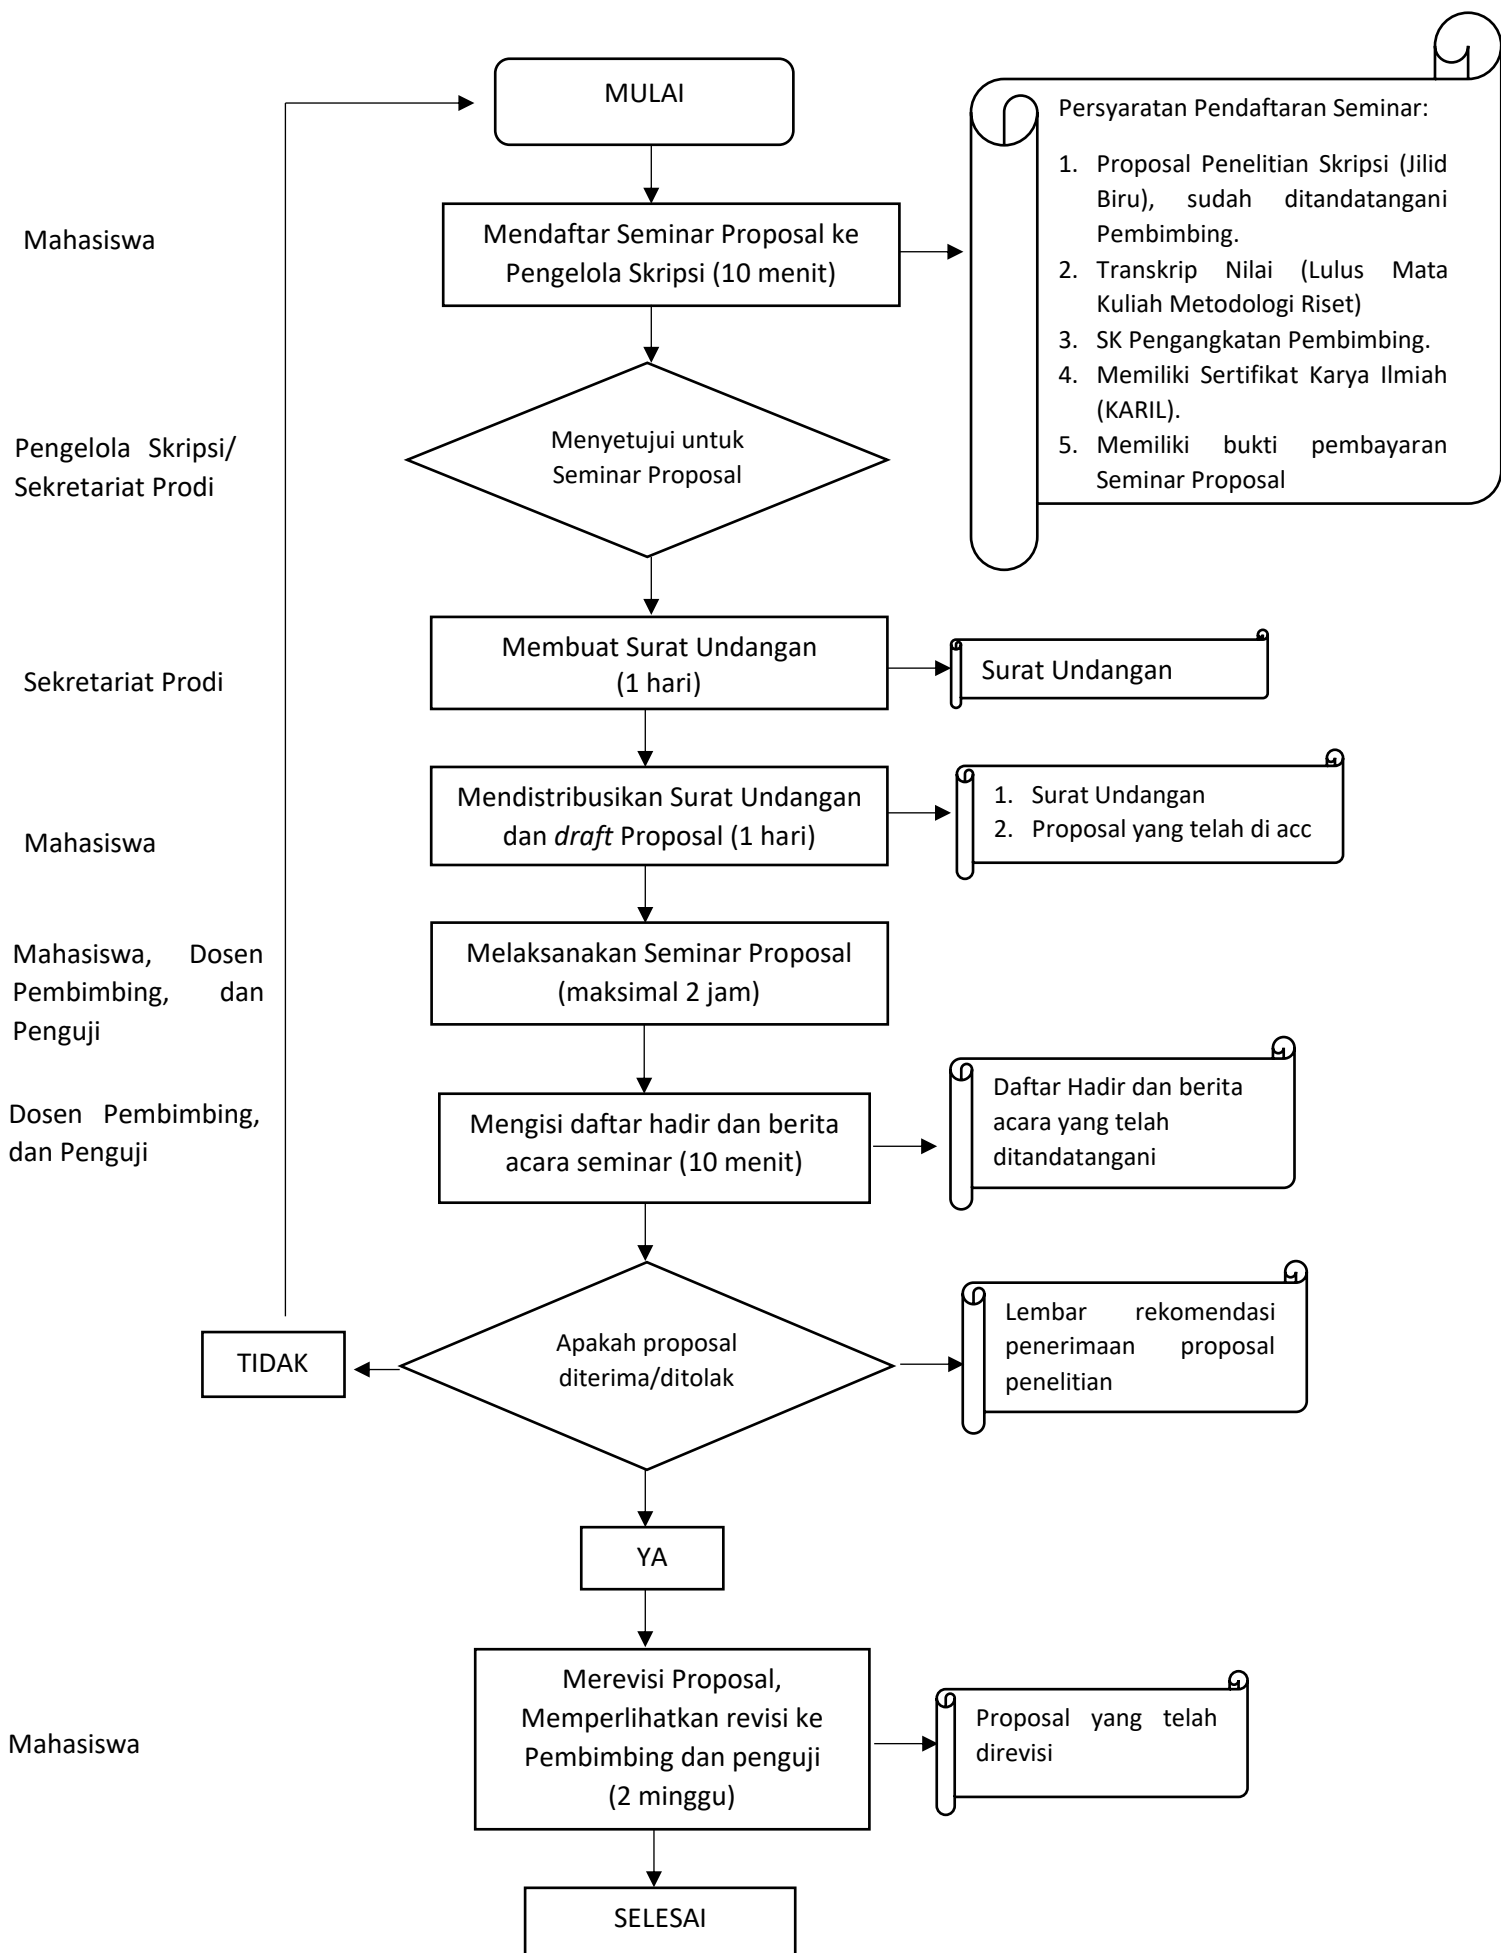 MULAI
Persyaratan Pendaftaran Seminar:
1. Proposal Penelitian Skripsi (Jilid
Biru), sudah ditandatangani
Pembimbing.
2. Transkrip Nilai (Lulus Mata
Kuliah Metodologi Riset)
3. SK Pengangkatan Pembimbing.
4. Memiliki Sertifikat Karya Ilmiah
(KARIL).
5. Memiliki bukti pembayaran
Seminar Proposal
Mahasiswa
Mendaftar Seminar Proposal ke
Pengelola Skripsi (10 menit)
Pengelola Skripsi/
Sekretariat Prodi
Menyetujui untuk
Seminar Proposal
Sekretariat Prodi
Membuat Surat Undangan
(1 hari)
Surat Undangan
Mahasiswa
Mendistribusikan Surat Undangan
dan draft Proposal (1 hari)
1. Surat Undangan
2. Proposal yang telah di acc
Mahasiswa, Dosen
Pembimbing, dan
Penguji
Melaksanakan Seminar Proposal
(maksimal 2 jam)
Dosen Pembimbing,
dan Penguji
Mengisi daftar hadir dan berita
acara seminar (10 menit)
Daftar Hadir dan berita
acara yang telah
ditandatangani
TIDAK
Apakah proposal
diterima/ditolak
Lembar rekomendasi
penerimaan proposal
penelitian
YA
Mahasiswa
Merevisi Proposal,
Memperlihatkan revisi ke
Pembimbing dan penguji
(2 minggu)
Proposal yang telah
direvisi
SELESAI